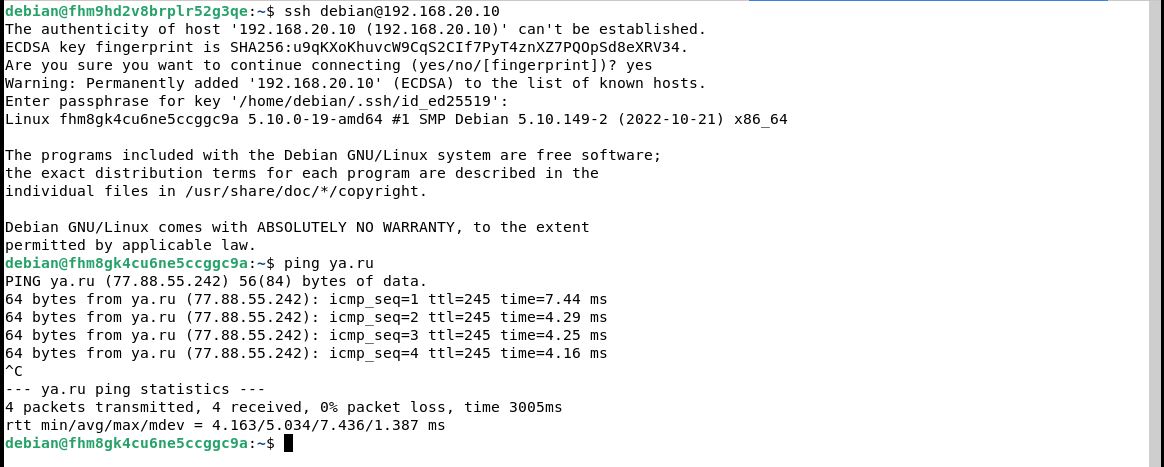 debian@fhm9hd2v8brplr52g3qe:~$ ssh debian@192.168.20.10
The authenticity of host '192.168.20.10 (192.168.20.10)' can't be established.
ECDSA key fingerprint is SHA256:u9qKXoKhuvcW9CqS2CIf7PyT4znXZ7PQOpSd8eXRV34.
Are you sure you want to continue connecting (yes/no/[fingerprint])? yes
Warning: Permanently added '192.168.20.10' (ECDSA) to the list of known hosts.
Enter passphrase for key '/home/debian/.ssh/id_ed25519':
Linux fhm8gk4cu6ne5ccggc9a 5.10.0-19-amd64 #1 SMP Debian 5.10.149-2 (2022-10-21) x86_64
The programs included with the Debian GNU/Linux system are free software;
the exact distribution terms for each program are described in the
individual files in /usr/share/doc/*/copyright.
Debian GNU/Linux comes with ABSOLUTELY NO WARRANTY, to the extent
permitted by applicable law.
debian@fhm8gk4cu6ne5ccggc9a:~$ ping ya.ru
PING ya.ru (77.88.55.242) 56(84) bytes of data.
64 bytes from ya.ru (77.88.55.242): icmp_seq=1 ttl=245 time=7.44 ms
64 bytes from ya.ru (77.88.55.242): icmp_seq=2 ttl=245 time=4.29 ms
64 bytes from ya.ru (77.88.55.242): icmp_seq=3 ttl=245 time=4.25 ms
64 bytes from ya.ru (77.88.55.242): icmp_seq=4 ttl=245 time=4.16 ms
^C
--- ya.ru ping statistics ---
4 packets transmitted, 4 received, 0% packet loss, time 3005ms
rtt min/avg/max/mdev = 4.163/5.034/7.436/1.387 ms
debian@fhm8gk4cu6ne5ccggc9a:~$